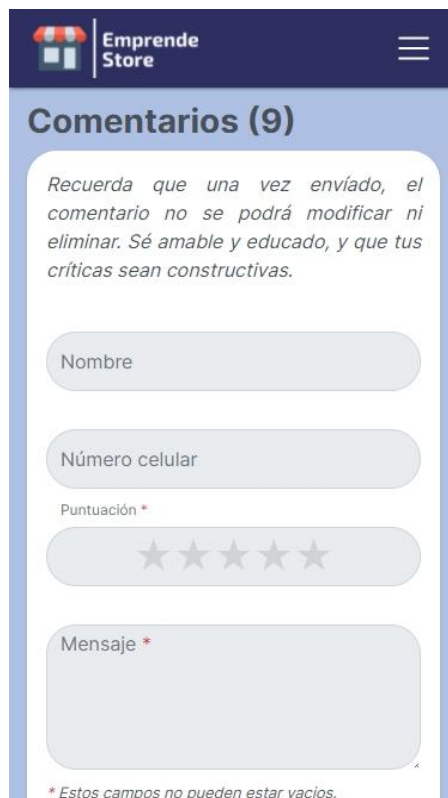 Emprende
Store
Comentarios (9)
Recuerda que una vez envíado, el
comentario no se podrá modificar ni
eliminar. Sé amable y educado, y que tus
críticas sean constructivas.
Nombre
Número celular
Puntuación *
Mensaje *
* Estos campos no pueden estar vacios.